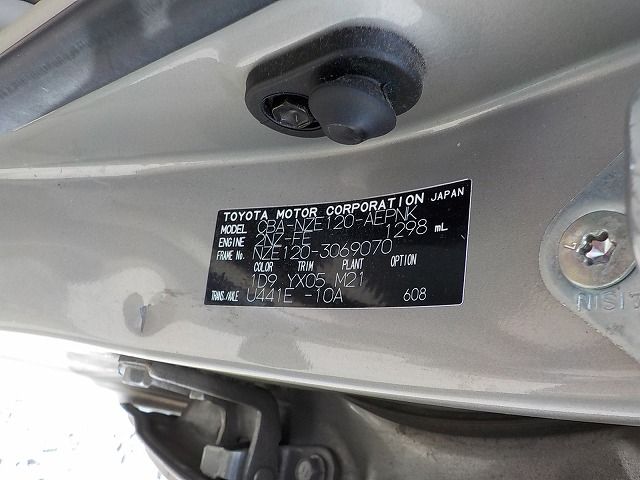 TOYOTA MOTOR CORPORATION JAPAN
MODEL CBA-NZE120-AEPNK
ENGINE 2NZ-FE 1298 mL
FRAME No. NZE120-3069070
COLOR TRIM PLANT OPTION
1D9 YX05 M21
TRANS./AXLE U441E -10A 608